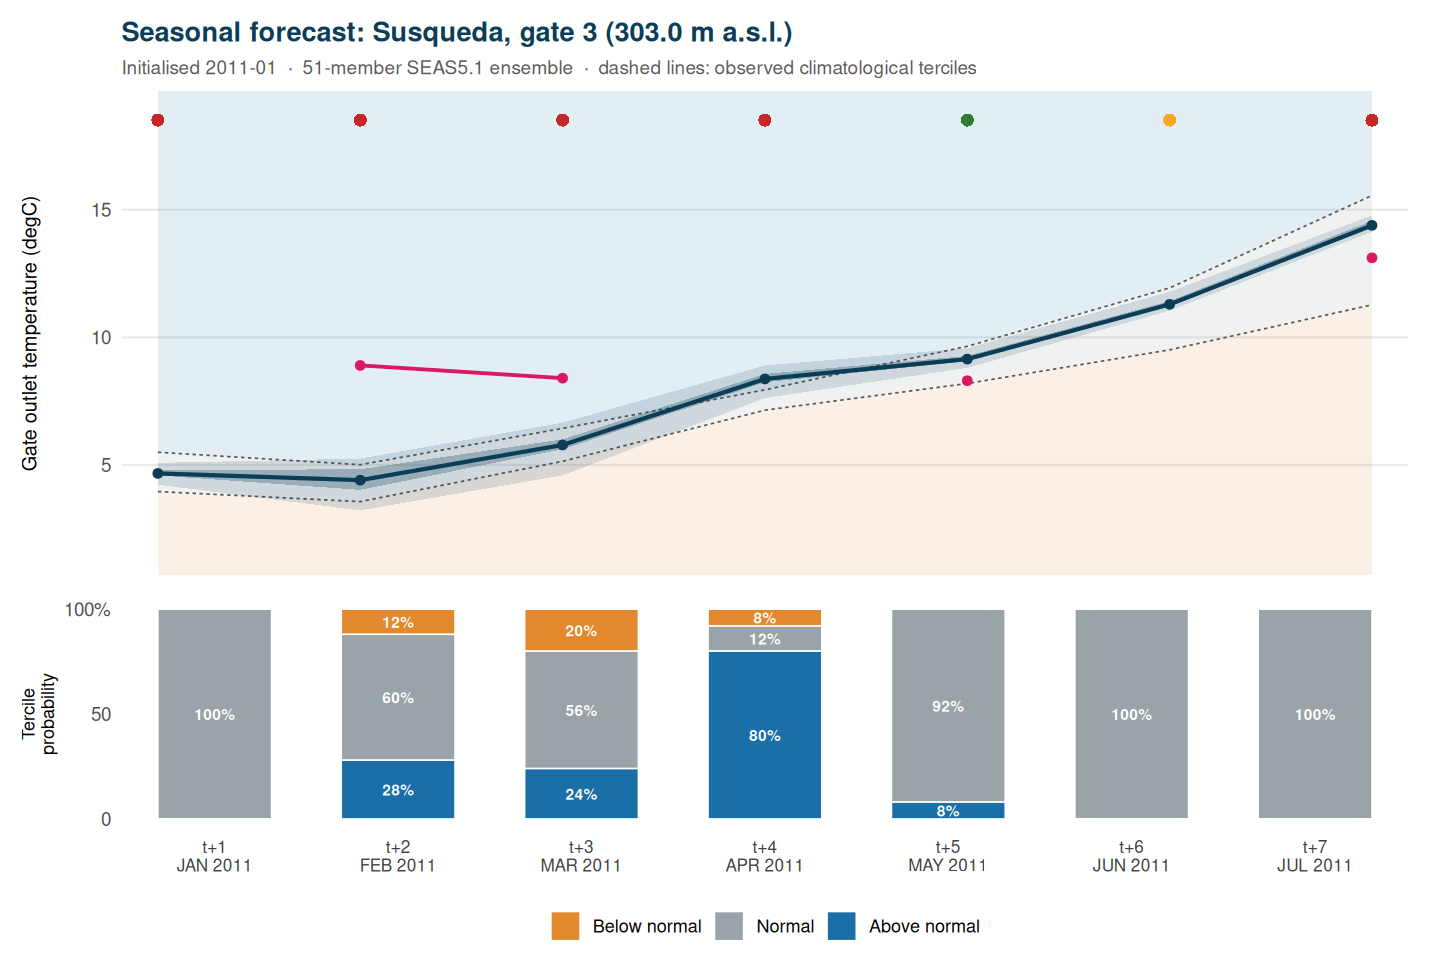 Seasonal forecast: Susqueda, gate 3 (303.0 m a.s.l.)
Initialised 2011-01 · 51-member SEAS5.1 ensemble · dashed lines: observed climatological terciles
Gate outlet temperature (degC)
15
10
5
Tercile
probability
100%
50
0
100%
12%
60%
28%
20%
56%
24%
8%
12%
80%
92%
8%
100%
100%
t+1
JAN 2011
t+2
FEB 2011
t+3
MAR 2011
t+4
APR 2011
t+5
MAY 2011
t+6
JUN 2011
t+7
JUL 2011
Below normal
Normal
Above normal